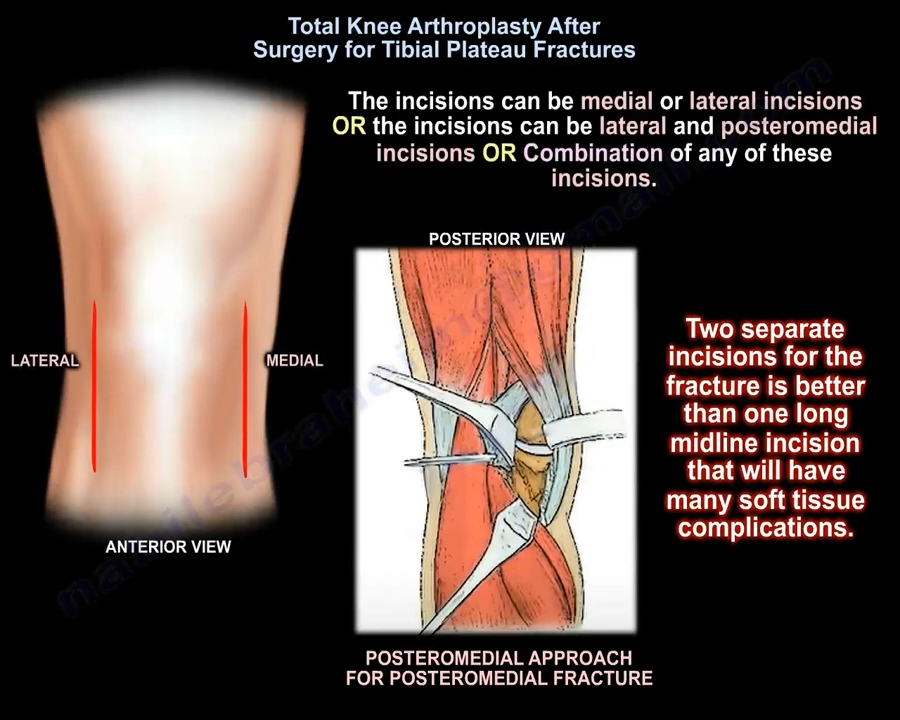 Total Knee Arthroplasty After
Surgery for Tibial Plateau Fractures
The incisions can be medial or lateral incisions
OR the incisions can be lateral and posteromedial
incisions OR Combination of any of these
incisions.
POSTERIOR VIEW
LATERAL
MEDIAL
ANTERIOR VIEW
Two separate
incisions for the
fracture is better
than one long
midline incision
that will have
many soft tissue
complications.
POSTEROMEDIAL APPROACH
FOR POSTEROMEDIAL FRACTURE